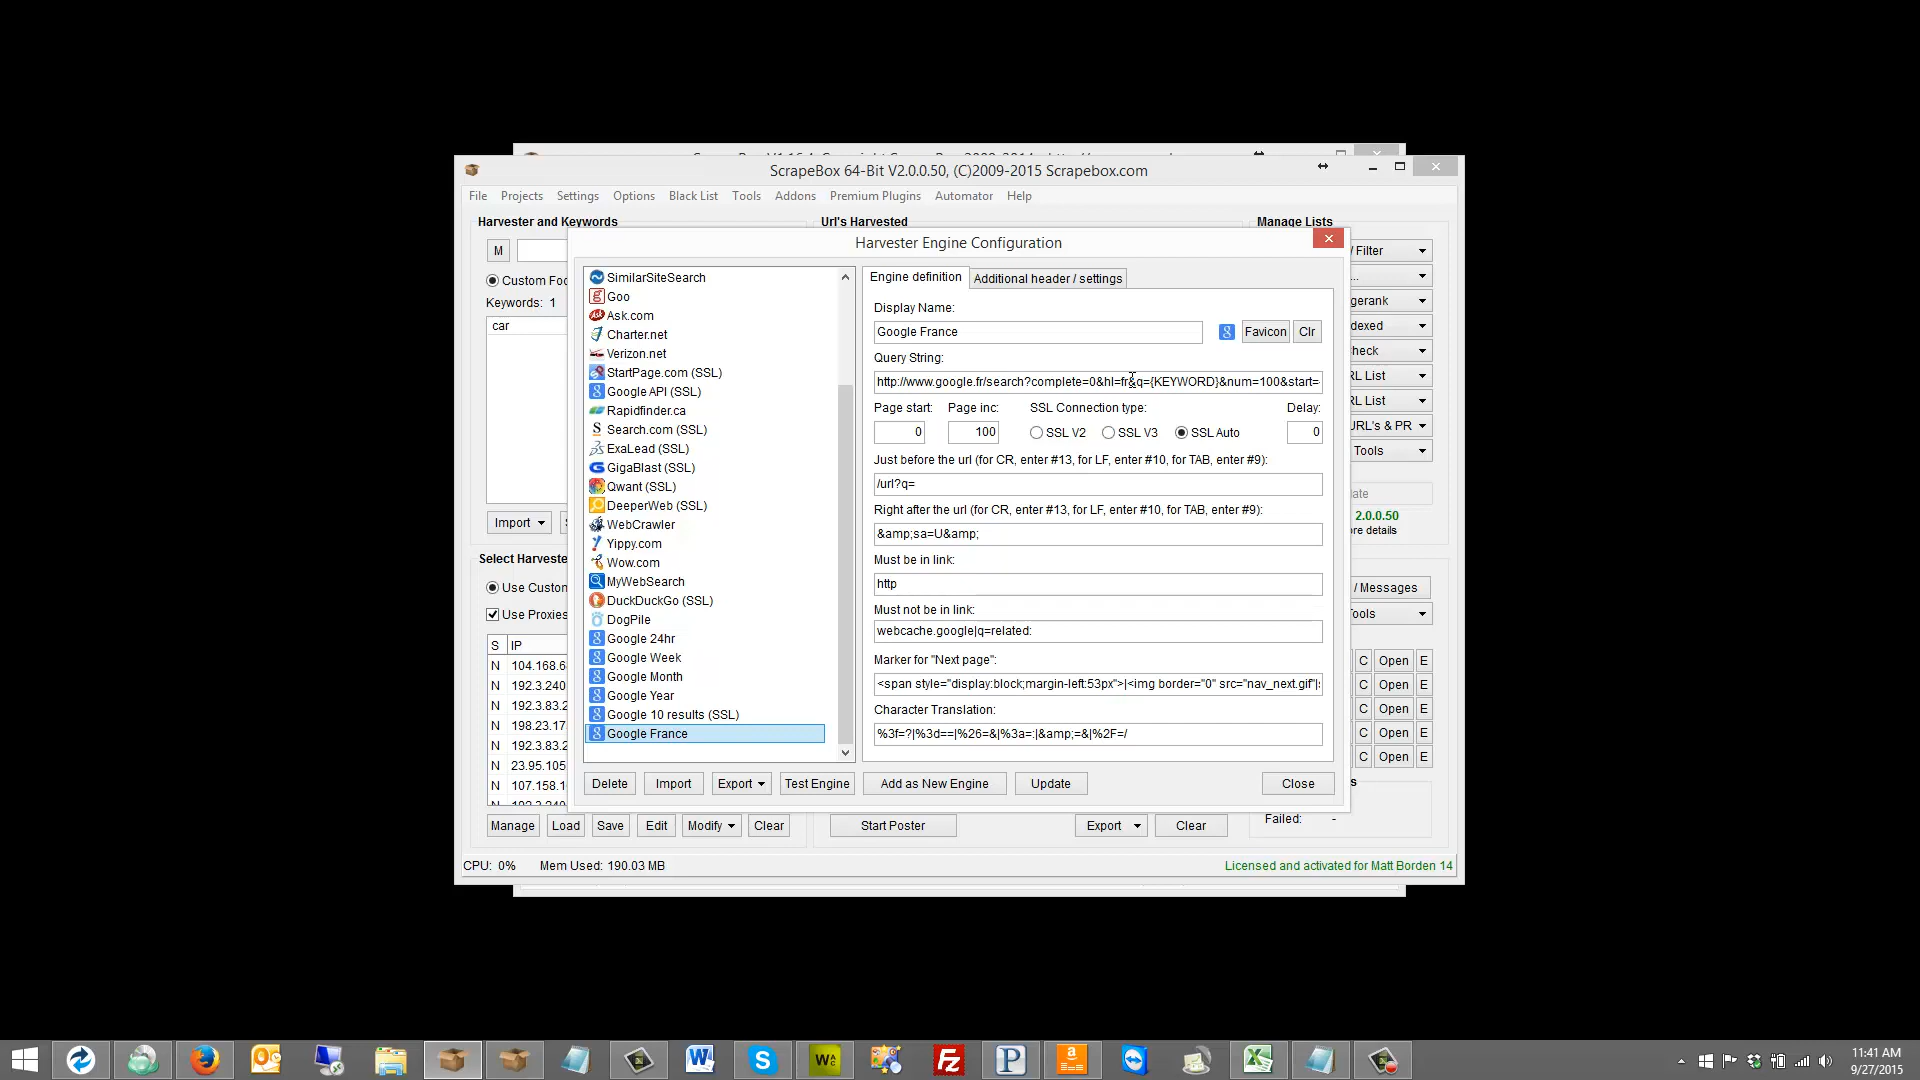 ScrapeBox 64-Bit V2.0.0.50, (C)2009-2015 Scrapebox.com
File Projects Settings Options Black List Tools Addons Premium Plugins Automator Help
Harvester and Keywords
Url's Harvested
Manage Lists
M
Custom Foo
Keywords: 1
car
Import
Select Harveste
Use Custon
Use Proxies
S IP
N 104.168.6
N 192.3.240
N 192.3.83.2
N 198.23.17
N 192.3.83.2
N 23.95.105
N 107.158.1
Manage Load Save Edit Modify Clear
Harvester Engine Configuration
SimilarSiteSearch
Goo
Ask.com
Charter.net
Verizon.net
StartPage.com (SSL)
Google API (SSL)
Rapidfinder.ca
Search.com (SSL)
ExaLead (SSL)
GigaBlast (SSL)
Qwant (SSL)
DeeperWeb (SSL)
WebCrawler
Yippy.com
Wow.com
MyWebSearch
DuckDuckGo (SSL)
DogPile
Google 24hr
Google Week
Google Month
Google Year
Google 10 results (SSL)
Google France
Engine definition Additional header / settings
Display Name:
Google France
Favicon Clr
Query String:
http://www.google.fr/search?complete=0&hl=fr&q={KEYWORD}&num=100&start=
Page start: Page inc: SSL Connection type: Delay:
0 100 SSL V2 SSL V3 SSL Auto 0
Just before the url (for CR, enter #13, for LF, enter #10, for TAB, enter #9):
/url?q=
Right after the url (for CR, enter #13, for LF, enter #10, for TAB, enter #9):
&amp;sa=U&amp;
Must be in link:
http
Must not be in link:
webcache.google|q=related:
Marker for "Next page":
<span style="display:block;margin-left:53px">|<img border="0" src="nav_next.gif"|
Character Translation:
%3f=?|%3d==|%26=&|%3a=:|&amp;=&|%2F=/
Delete Import Export Test Engine Add as New Engine Update Close
/ Filter
...
gerank
dexed
heck
RL List
RL List
URL's & PR
Tools
ate
2.0.0.50
ore details
/ Messages
Tools
C Open E
C Open E
C Open E
C Open E
C Open E
Start Poster
Export Clear
Failed: -
CPU: 0% Mem Used: 190.03 MB
Licensed and activated for Matt Borden 14
11:41 AM
9/27/2015